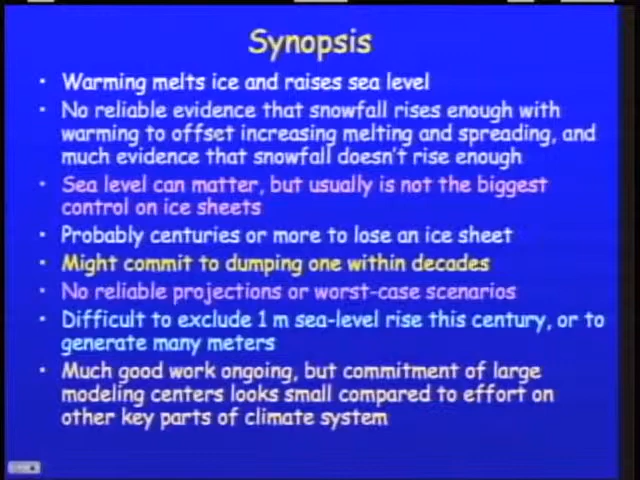 Synopsis
• Warming melts ice and raises sea level
• No reliable evidence that snowfall rises enough with
warming to offset increasing melting and spreading, and
much evidence that snowfall doesn't rise enough
• Sea level can matter, but usually is not the biggest
control on ice sheets
• Probably centuries or more to lose an ice sheet
• Might commit to dumping one within decades
• No reliable projections or worst-case scenarios
• Difficult to exclude 1 m sea-level rise this century, or to
generate many meters
• Much good work ongoing, but commitment of large
modeling centers looks small compared to effort on
other key parts of climate system